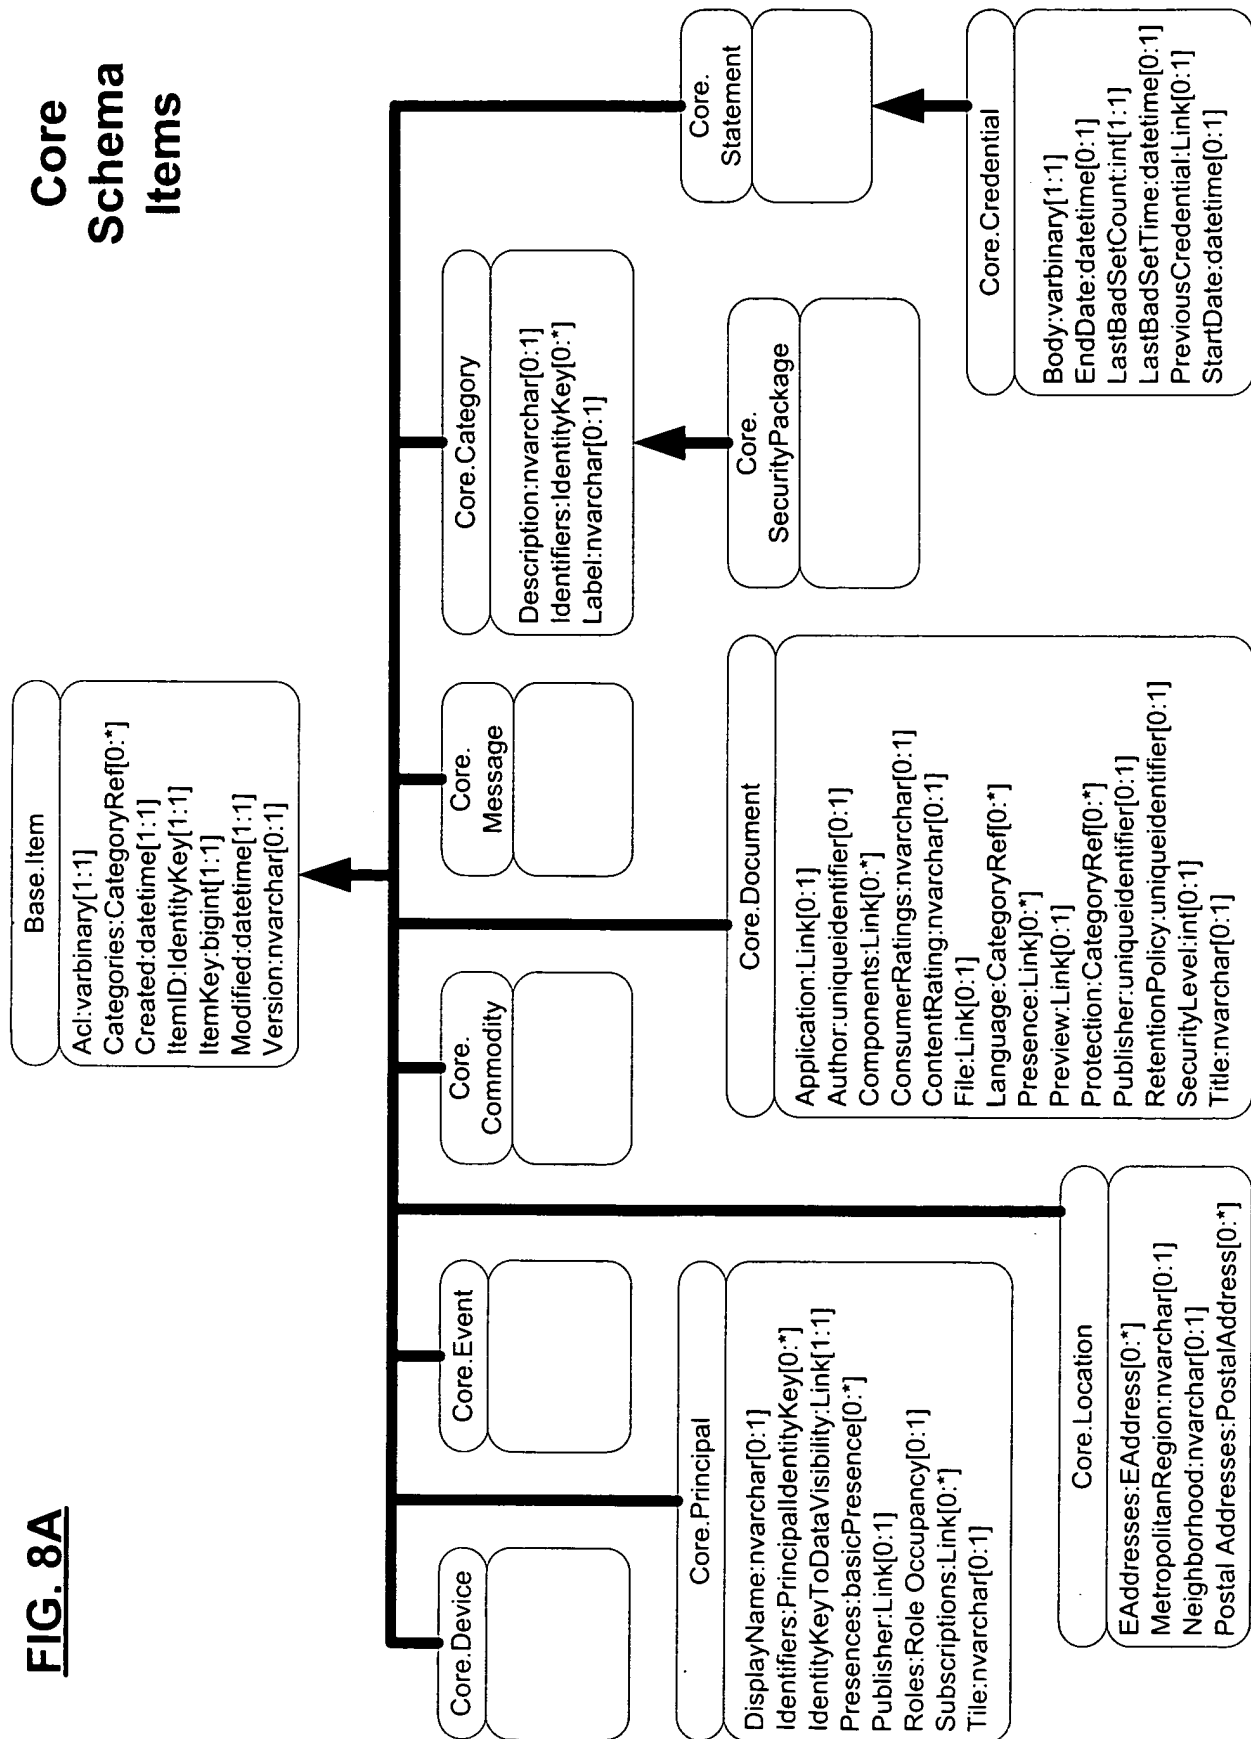 FIG. 8A
Core
Schema
Items
Base.Item
Acl:varbinary[1:1]
Categories:CategoryRef[0:*]
Created:datetime[1:1]
ItemID:IdentityKey[1:1]
ItemKey:bigint[1:1]
Modified:datetime[1:1]
Version:nvarchar[0:1]
Core.Device
Core.Event
Core.
Commodity
Core.
Message
Core.Category
Description:nvarchar[0:1]
Identifiers:IdentityKey[0:*]
Label:nvarchar[0:1]
Core.
Statement
Core.Principal
DisplayName:nvarchar[0:1]
Identifiers:PrincipalIdentityKey[0:*]
IdentityKeyToDataVisibility:Link[1:1]
Presences:basicPresence[0:*]
Publisher:Link[0:1]
Roles:Role Occupancy[0:1]
Subscriptions:Link[0:*]
Tile:nvarchar[0:1]
Core.Document
Application:Link[0:1]
Author:uniqueidentifier[0:1]
Components:Link[0:*]
ConsumerRatings:nvarchar[0:1]
ContentRating:nvarchar[0:1]
File:Link[0:1]
Language:CategoryRef[0:*]
Presence:Link]0:*]
Preview:Link[0:1]
Protection:CategoryRef[0:*]
Publisher:uniqueidentifier[0:1]
RetentionPolicy:uniqueidentifier[0:1]
SecurityLevel:int[0:1]
Title:nvarchar[0:1]
Core.
SecurityPackage
Core.Location
EAddresses:EAddress[0:*]
MetropolitanRegion:nvarchar[0:1]
Neighborhood:nvarchar[0:1]
Postal Addresses:PostalAddress[0:*]
Core.Credential
Body:varbinary[1:1]
EndDate:datetime[0:1]
LastBadSetCount:int[1:1]
LastBadSetTime:datetime[0:1]
PreviousCredential:Link[0:1]
StartDate:datetime[0:1]